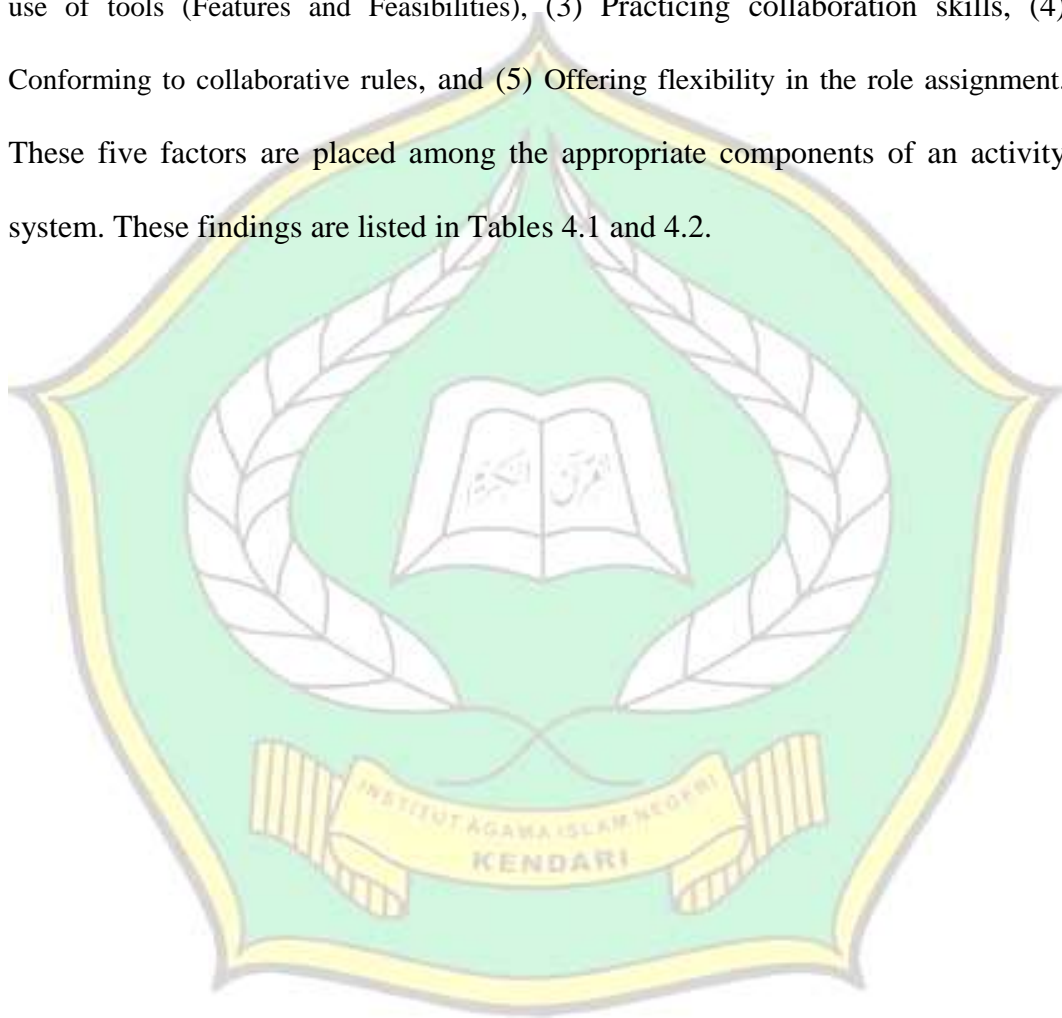 use of tools (Features and Feasibilities), (3) Practicing collaboration skills, (4)
Conforming to collaborative rules, and (5) Offering flexibility in the role assignment.
These five factors are placed among the appropriate components of an activity
system. These findings are listed in Tables 4.1 and 4.2.
القرآن الكريم
INSTITUT AGAMA ISLAM NEGERI
KENDARI